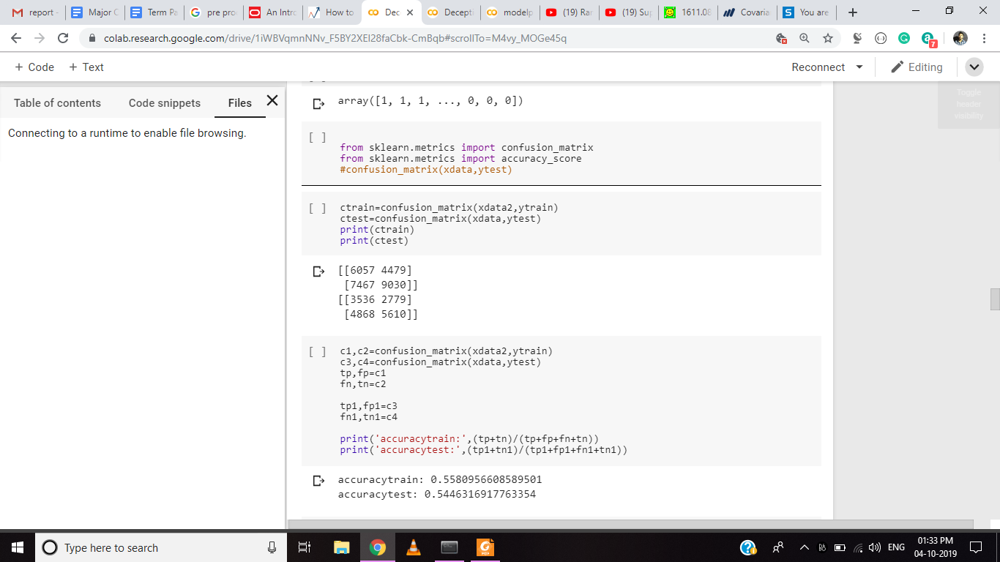 report -
Major C
Term Pa
pre pro
An Intro
How to
Dec
Decepti
modelp
(19) Rai
(19) Sup
1611.08
Covaria
You are
colab.research.google.com/drive/1iWBVqmnNNv_F5BY2XEl28faCbk-CmBqb#scrollTo=M4vy_MOGe45q
7
+ Code + Text
Reconnect
Editing
Table of contents
Code snippets
Files
Connecting to a runtime to enable file browsing.
Toggle
header
visibility
array([1, 1, 1, ..., 0, 0, 0])
[ ]
from sklearn.metrics import confusion_matrix
from sklearn.metrics import accuracy_score
#confusion_matrix(xdata,ytest)
[ ] ctrain=confusion_matrix(xdata2,ytrain)
ctest=confusion_matrix(xdata,ytest)
print(ctrain)
print(ctest)
[[6057 4479]
[7467 9030]]
[[3536 2779]
[4868 5610]]
[ ] c1,c2=confusion_matrix(xdata2,ytrain)
c3,c4=confusion_matrix(xdata,ytest)
tp,fp=c1
fn,tn=c2
tp1,fp1=c3
fn1,tn1=c4
print('accuracytrain:',(tp+tn)/(tp+fp+fn+tn))
print('accuracytest:',(tp1+tn1)/(tp1+fp1+fn1+tn1))
accuracytrain: 0.5580956608589501
accuracytest: 0.5446316917763354
Type here to search
ENG
01:33 PM
04-10-2019